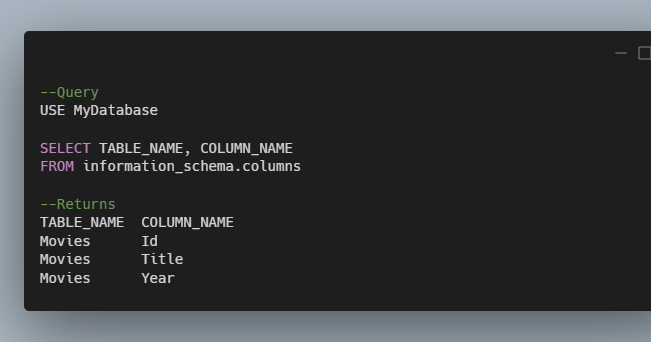 --Query
USE MyDatabase
SELECT TABLE_NAME, COLUMN_NAME
FROM information_schema.columns
--Returns
TABLE_NAME  COLUMN_NAME
Movies      Id
Movies      Title
Movies      Year